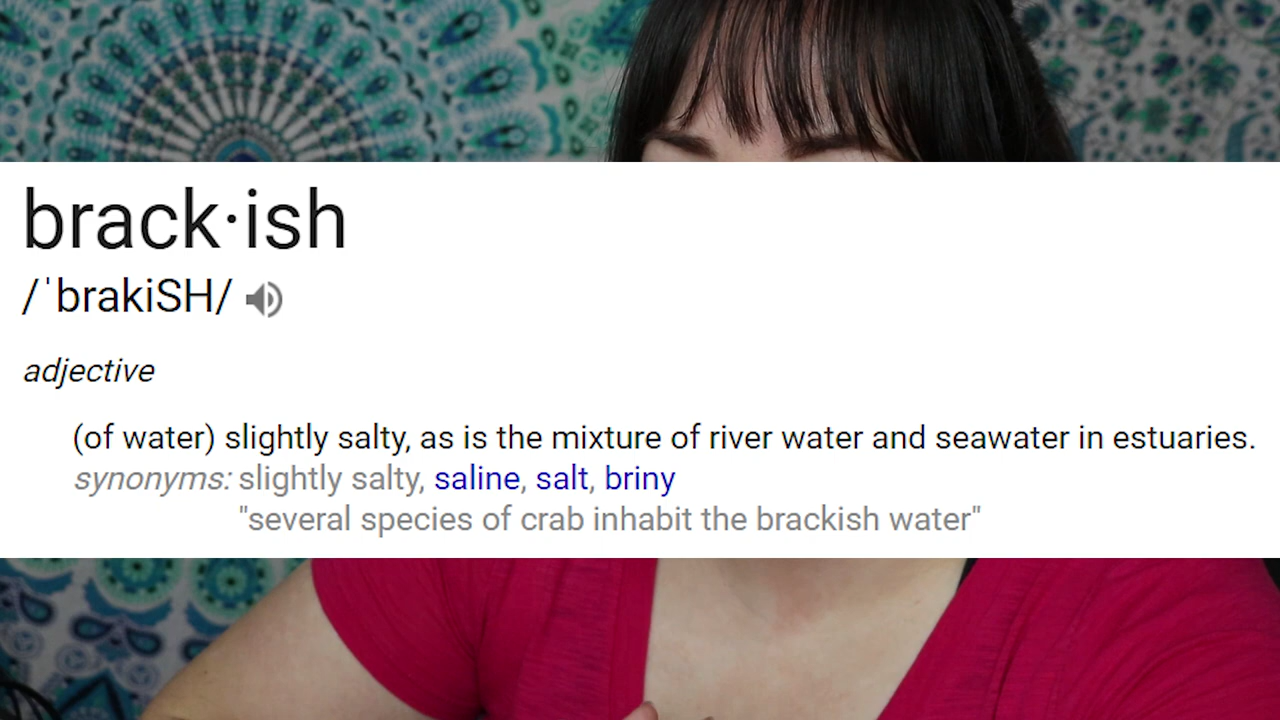 brack·ish
/ˈbrakiSH/
adjective
(of water) slightly salty, as is the mixture of river water and seawater in estuaries.
synonyms: slightly salty, saline, salt, briny
"several species of crab inhabit the brackish water"